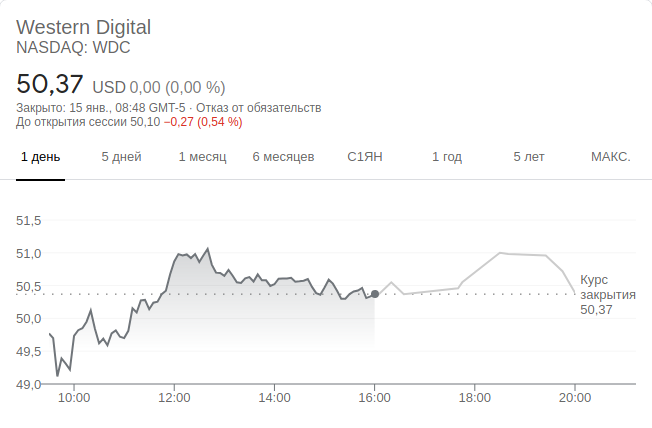 Western Digital
NASDAQ: WDC
50,37 USD 0,00 (0,00 %)
Закрыто: 15 янв., 08:48 GMT-5 · Отказ от обязательств
До открытия сессии 50,10 −0,27 (0,54 %)
1 день 5 дней 1 месяц 6 месяцев С1ЯН 1 год 5 лет МАКС.
51,5
51,0
50,5
50,0
49,5
49,0
Курс
закрытия
50,37
10:00 12:00 14:00 16:00 18:00 20:00